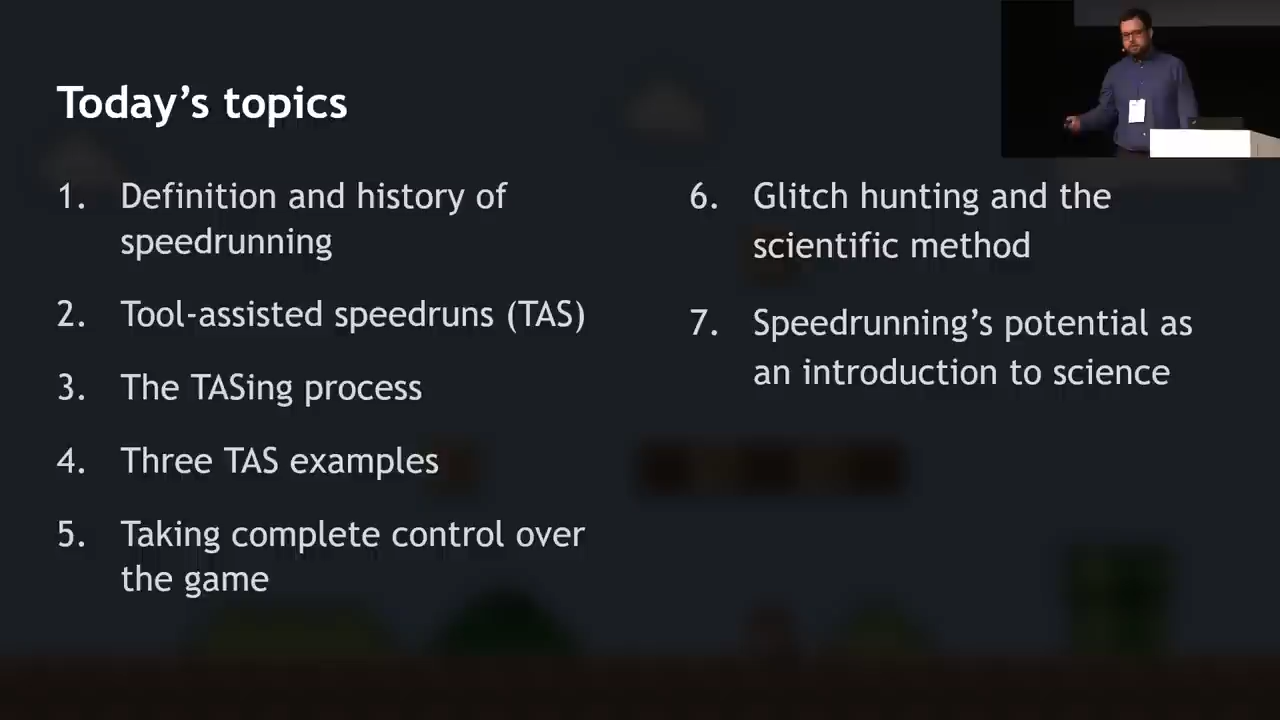 Today's topics
1. Definition and history of
speedrunning
2. Tool-assisted speedruns (TAS)
3. The TASing process
4. Three TAS examples
5. Taking complete control over
the game
6. Glitch hunting and the
scientific method
7. Speedrunning's potential as
an introduction to science